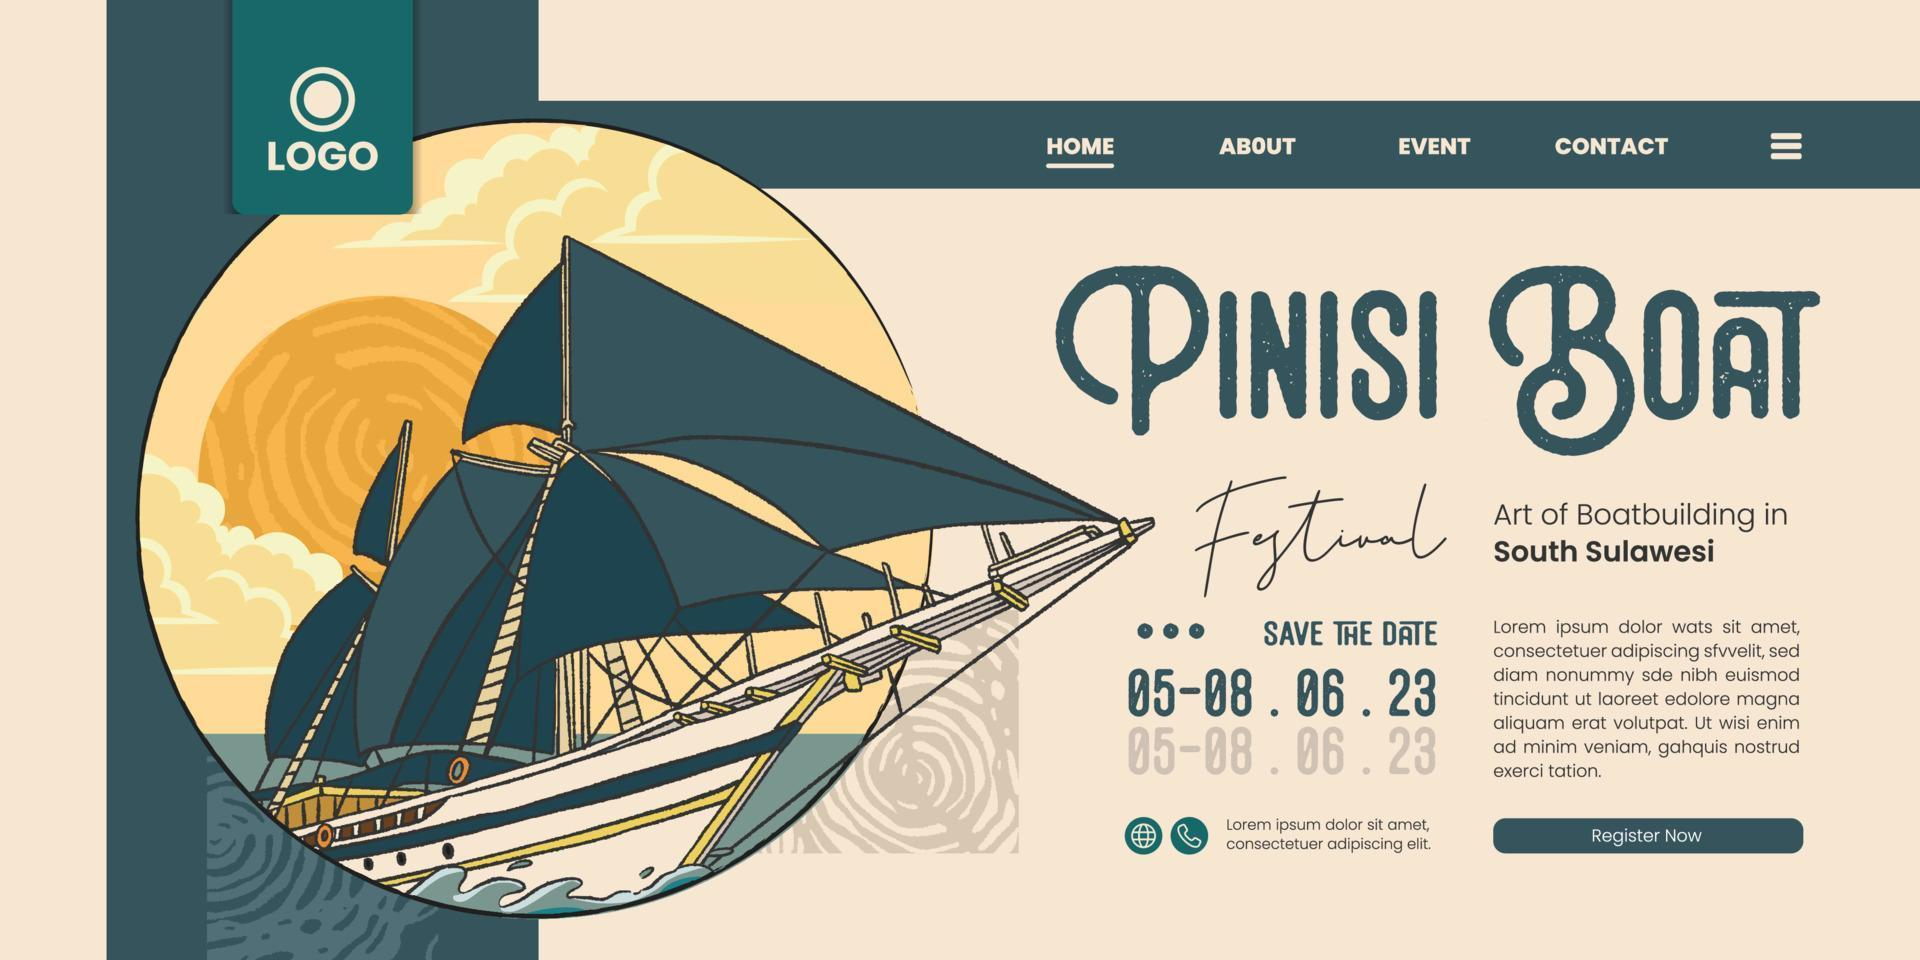 LOGO
HOME
AB0UT
EVENT
CONTACT
PINISI BOAT
Festival
Art of Boatbuilding in
South Sulawesi
SAVE THE DATE
05-08 . 06 . 23
05-08 . 06 . 23
Lorem ipsum dolor wats sit amet,
consectetuer adipiscing sfvvelit, sed
diam nonummy sde nibh euismod
tincidunt ut laoreet edolore magna
aliquam erat volutpat. Ut wisi enim
ad minim veniam, gahquis nostrud
exerci tation.
Lorem ipsum dolor sit amet,
consectetuer adipiscing elit.
Register Now